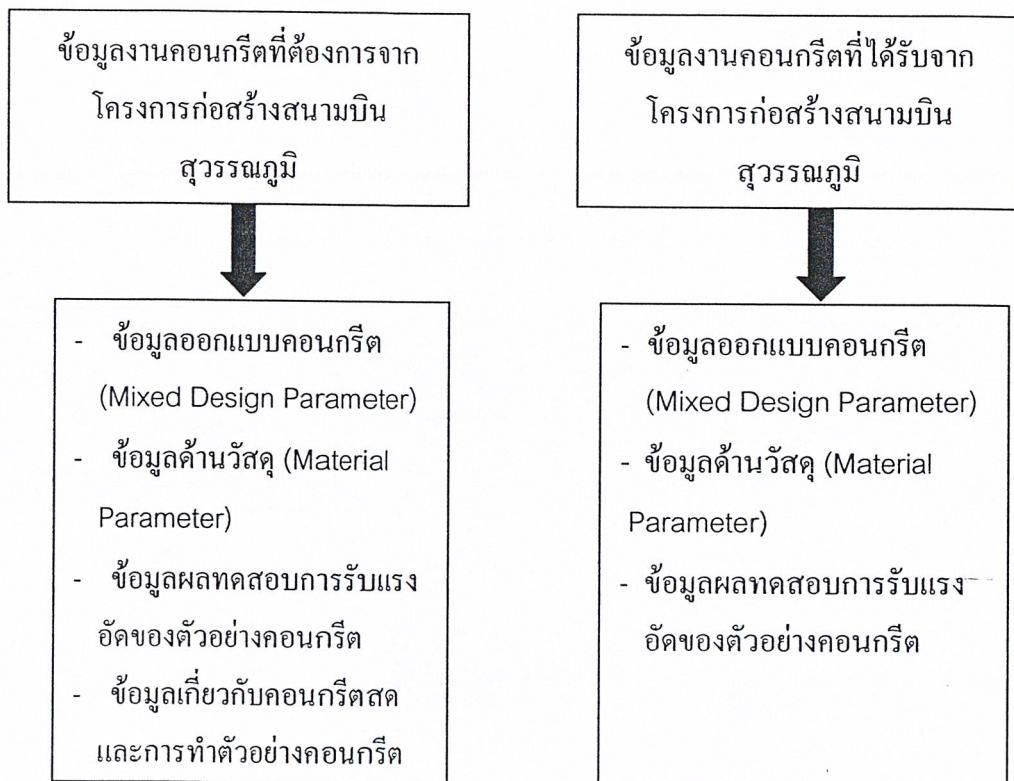 ข้อมูลงานคอนกรีตที่ต้องการจาก
โครงการก่อสร้างสนามบิน
สุวรรณภูมิ
ข้อมูลงานคอนกรีตที่ได้รับจาก
โครงการก่อสร้างสนามบิน
สุวรรณภูมิ
- ข้อมูลออกแบบคอนกรีต
(Mixed Design Parameter)
- ข้อมูลด้านวัสดุ (Material
Parameter)
- ข้อมูลผลทดสอบการรับแรง
อัดของตัวอย่างคอนกรีต
- ข้อมูลเกี่ยวกับคอนกรีตสด
และการทำตัวอย่างคอนกรีต
- ข้อมูลออกแบบคอนกรีต
(Mixed Design Parameter)
- ข้อมูลด้านวัสดุ (Material
Parameter)
- ข้อมูลผลทดสอบการรับแรง
อัดของตัวอย่างคอนกรีต